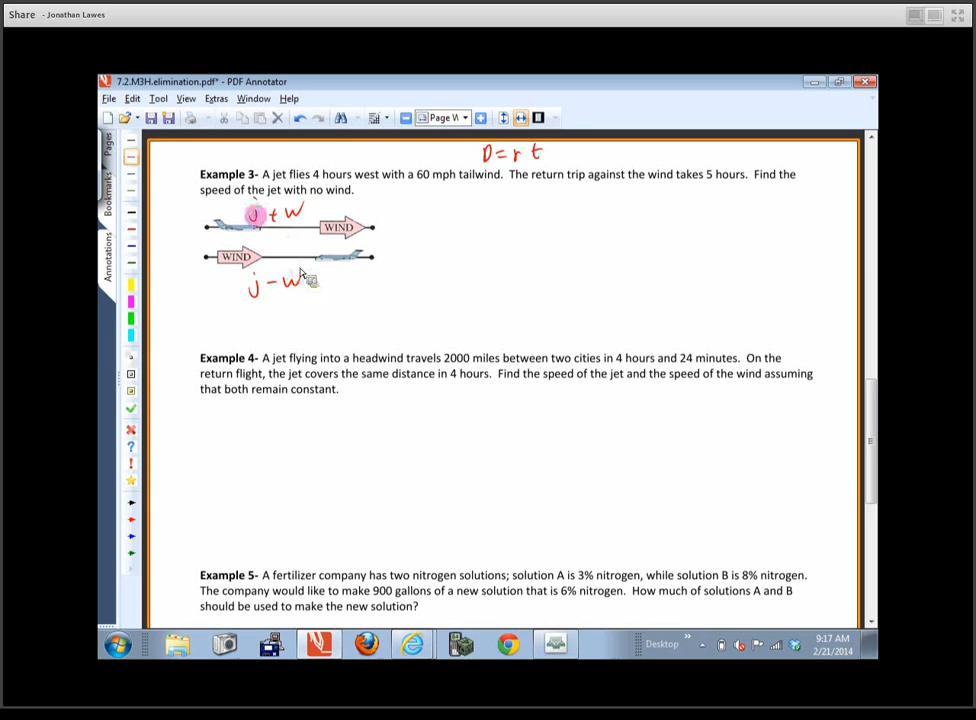 Share - Jonathan Lawes
7.2.M3H.elimination.pdf* - PDF Annotator
File Edit Tool View Extras Window Help
Page W
Pages
Bookmarks
Annotations
D = r t
Example 3- A jet flies 4 hours west with a 60 mph tailwind. The return trip against the wind takes 5 hours. Find the
speed of the jet with no wind.
j + w
WIND
WIND
j - w
Example 4- A jet flying into a headwind travels 2000 miles between two cities in 4 hours and 24 minutes. On the
return flight, the jet covers the same distance in 4 hours. Find the speed of the jet and the speed of the wind assuming
that both remain constant.
Example 5- A fertilizer company has two nitrogen solutions; solution A is 3% nitrogen, while solution B is 8% nitrogen.
The company would like to make 900 gallons of a new solution that is 6% nitrogen. How much of solutions A and B
should be used to make the new solution?
Desktop
9:17 AM
2/21/2014